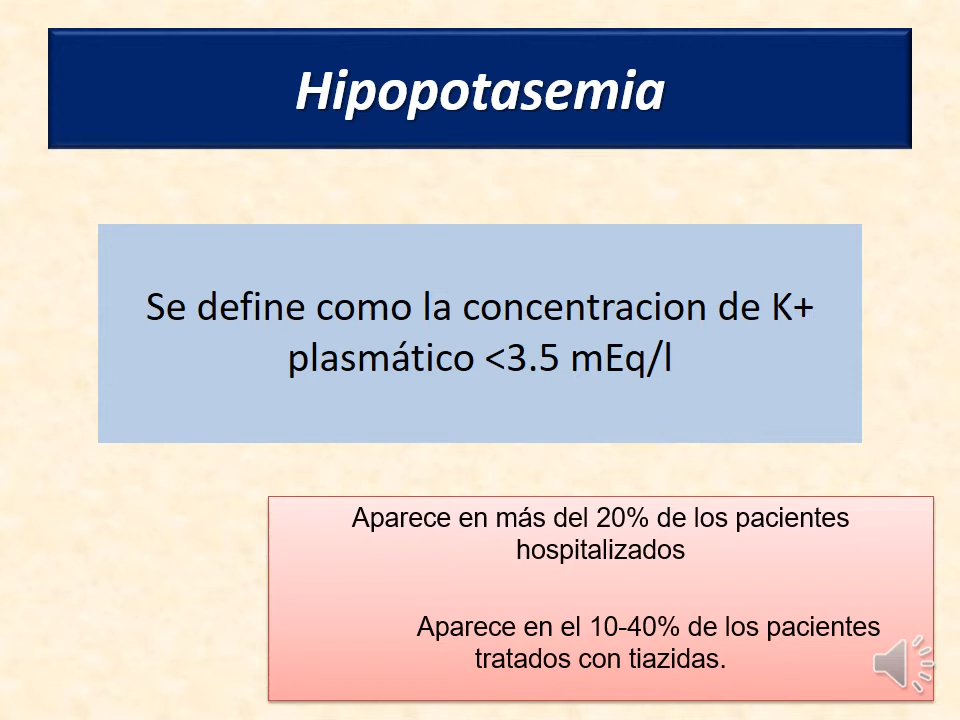 Hipopotasemia
Se define como la concentracion de K+
plasmático <3.5 mEq/l
Aparece en más del 20% de los pacientes
hospitalizados
Aparece en el 10-40% de los pacientes
tratados con tiazidas.